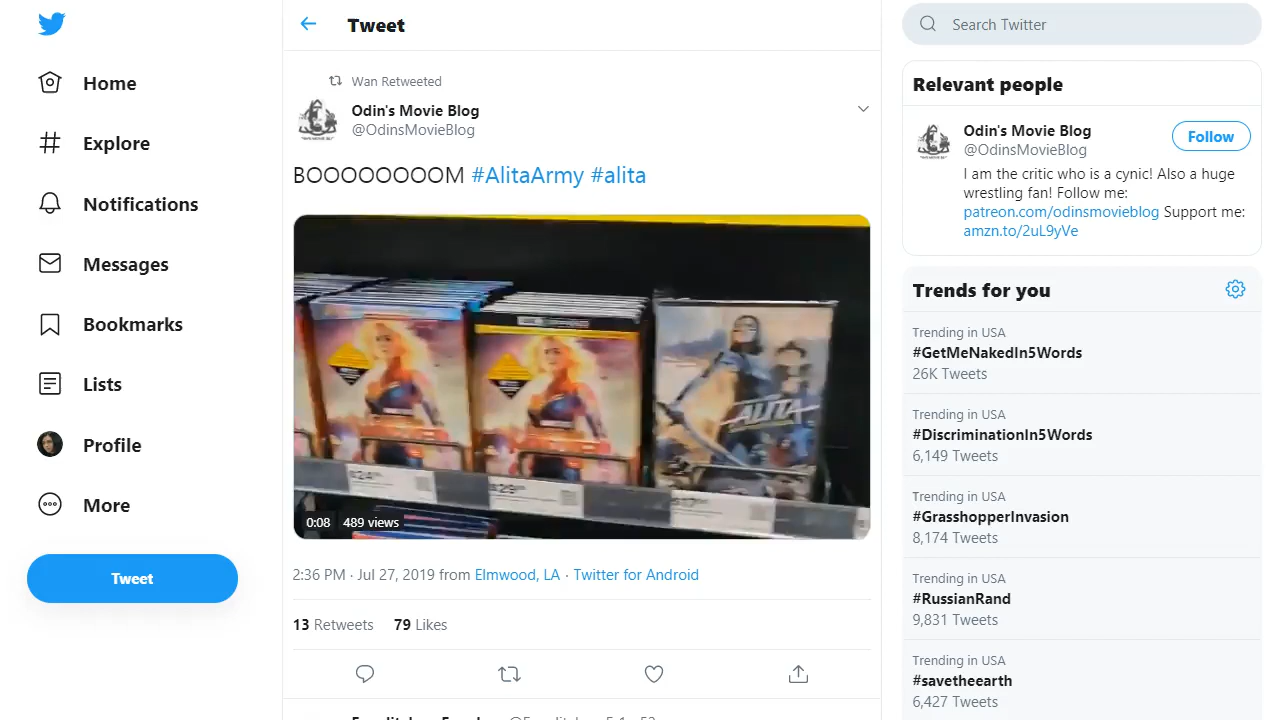 Home
Explore
Notifications
Messages
Bookmarks
Lists
Profile
More
Tweet
Tweet
Wan Retweeted
Odin's Movie Blog
@OdinsMovieBlog
BOOOOOOOOM #AlitaArmy #alita
ALITA
0:08 489 views
2:36 PM · Jul 27, 2019 from Elmwood, LA · Twitter for Android
13 Retweets 79 Likes
Search Twitter
Relevant people
Odin's Movie Blog
@OdinsMovieBlog
Follow
I am the critic who is a cynic! Also a huge
wrestling fan! Follow me:
patreon.com/odinsmovieblog Support me:
amzn.to/2uL9yVe
Trends for you
Trending in USA
#GetMeNakedIn5Words
26K Tweets
Trending in USA
#DiscriminationIn5Words
6,149 Tweets
Trending in USA
#GrasshopperInvasion
8,174 Tweets
Trending in USA
#RussianRand
9,831 Tweets
Trending in USA
#savetheearth
6,427 Tweets